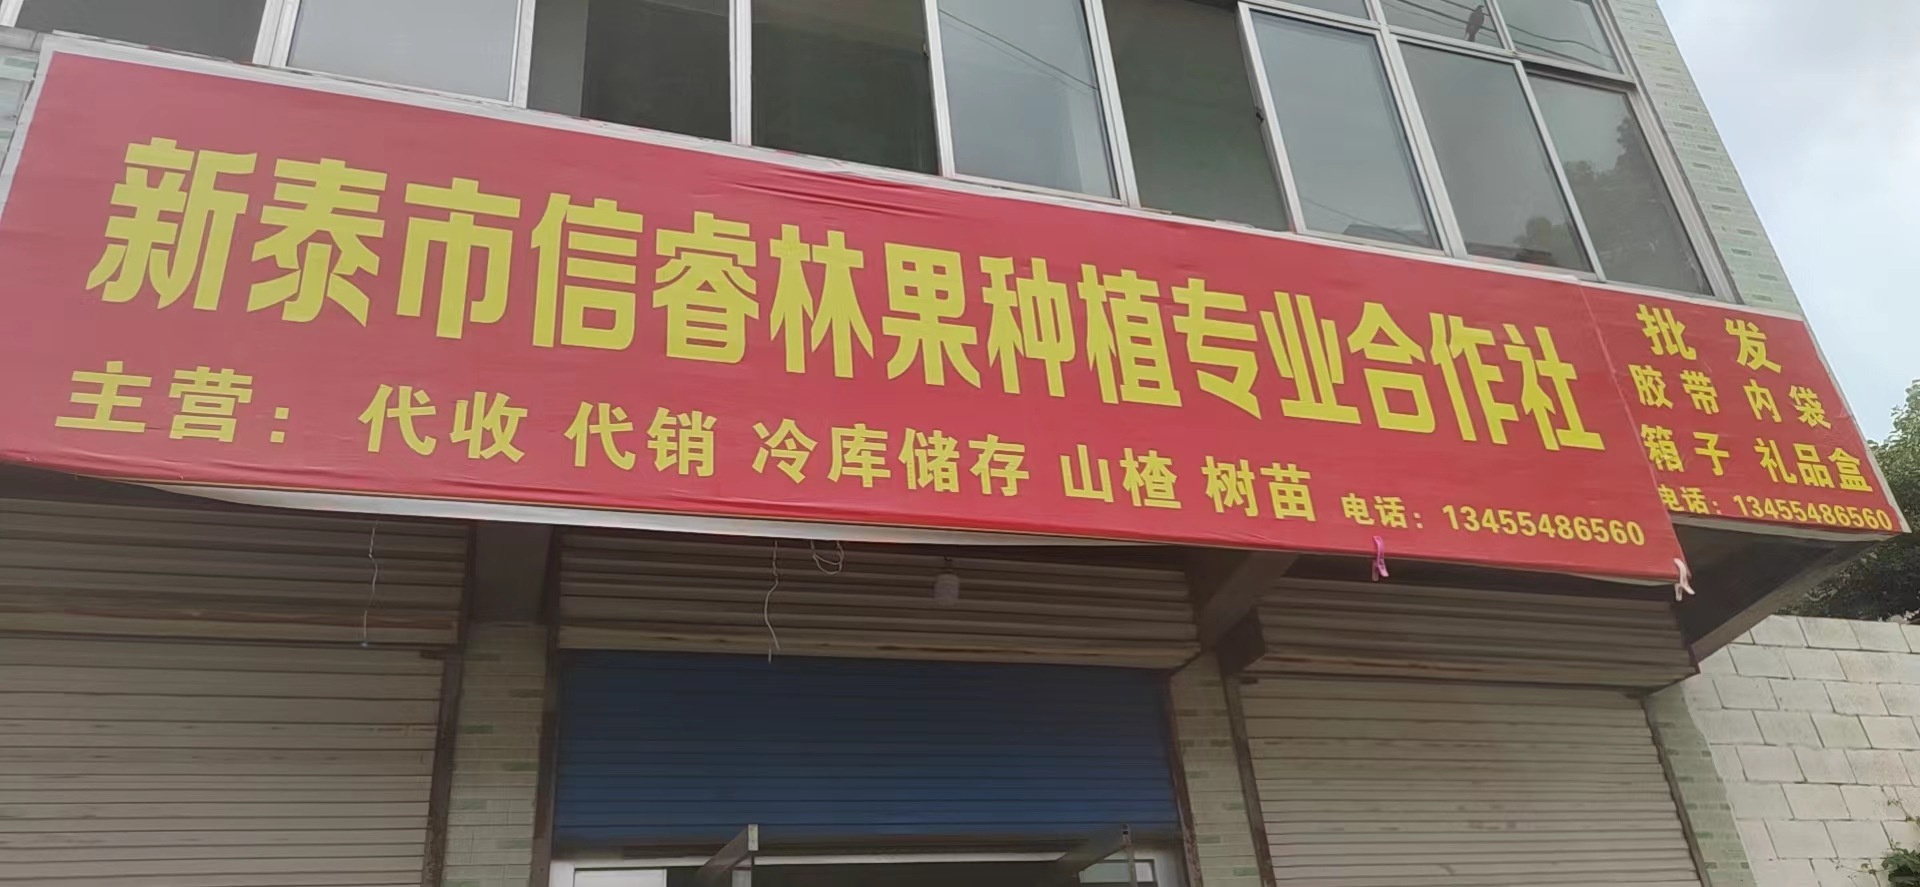 新泰市信睿林果种植专业合作社
主营：代收 代销 冷库储存 山楂 树苗 电话：13455486560
批发
胶带 内袋
箱子 礼品盒
电话：13455486560